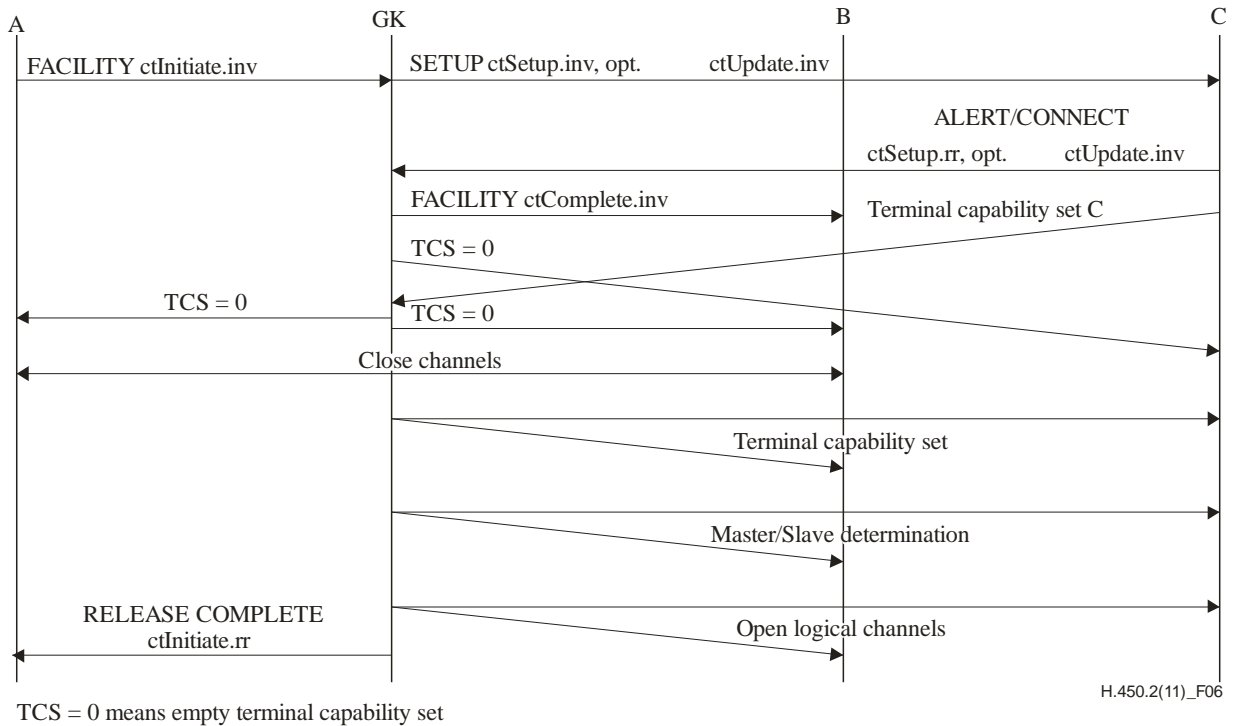 A GK B C
FACILITY ctInitiate.inv SETUP ctSetup.inv, opt. ctUpdate.inv
ALERT/CONNECT
ctSetup.rr, opt. ctUpdate.inv
FACILITY ctComplete.inv Terminal capability set C
TCS = 0
TCS = 0 TCS = 0
Close channels
Terminal capability set
Master/Slave determination
RELEASE COMPLETE
ctInitiate.rr Open logical channels
H.450.2(11)_F06
TCS = 0 means empty terminal capability set